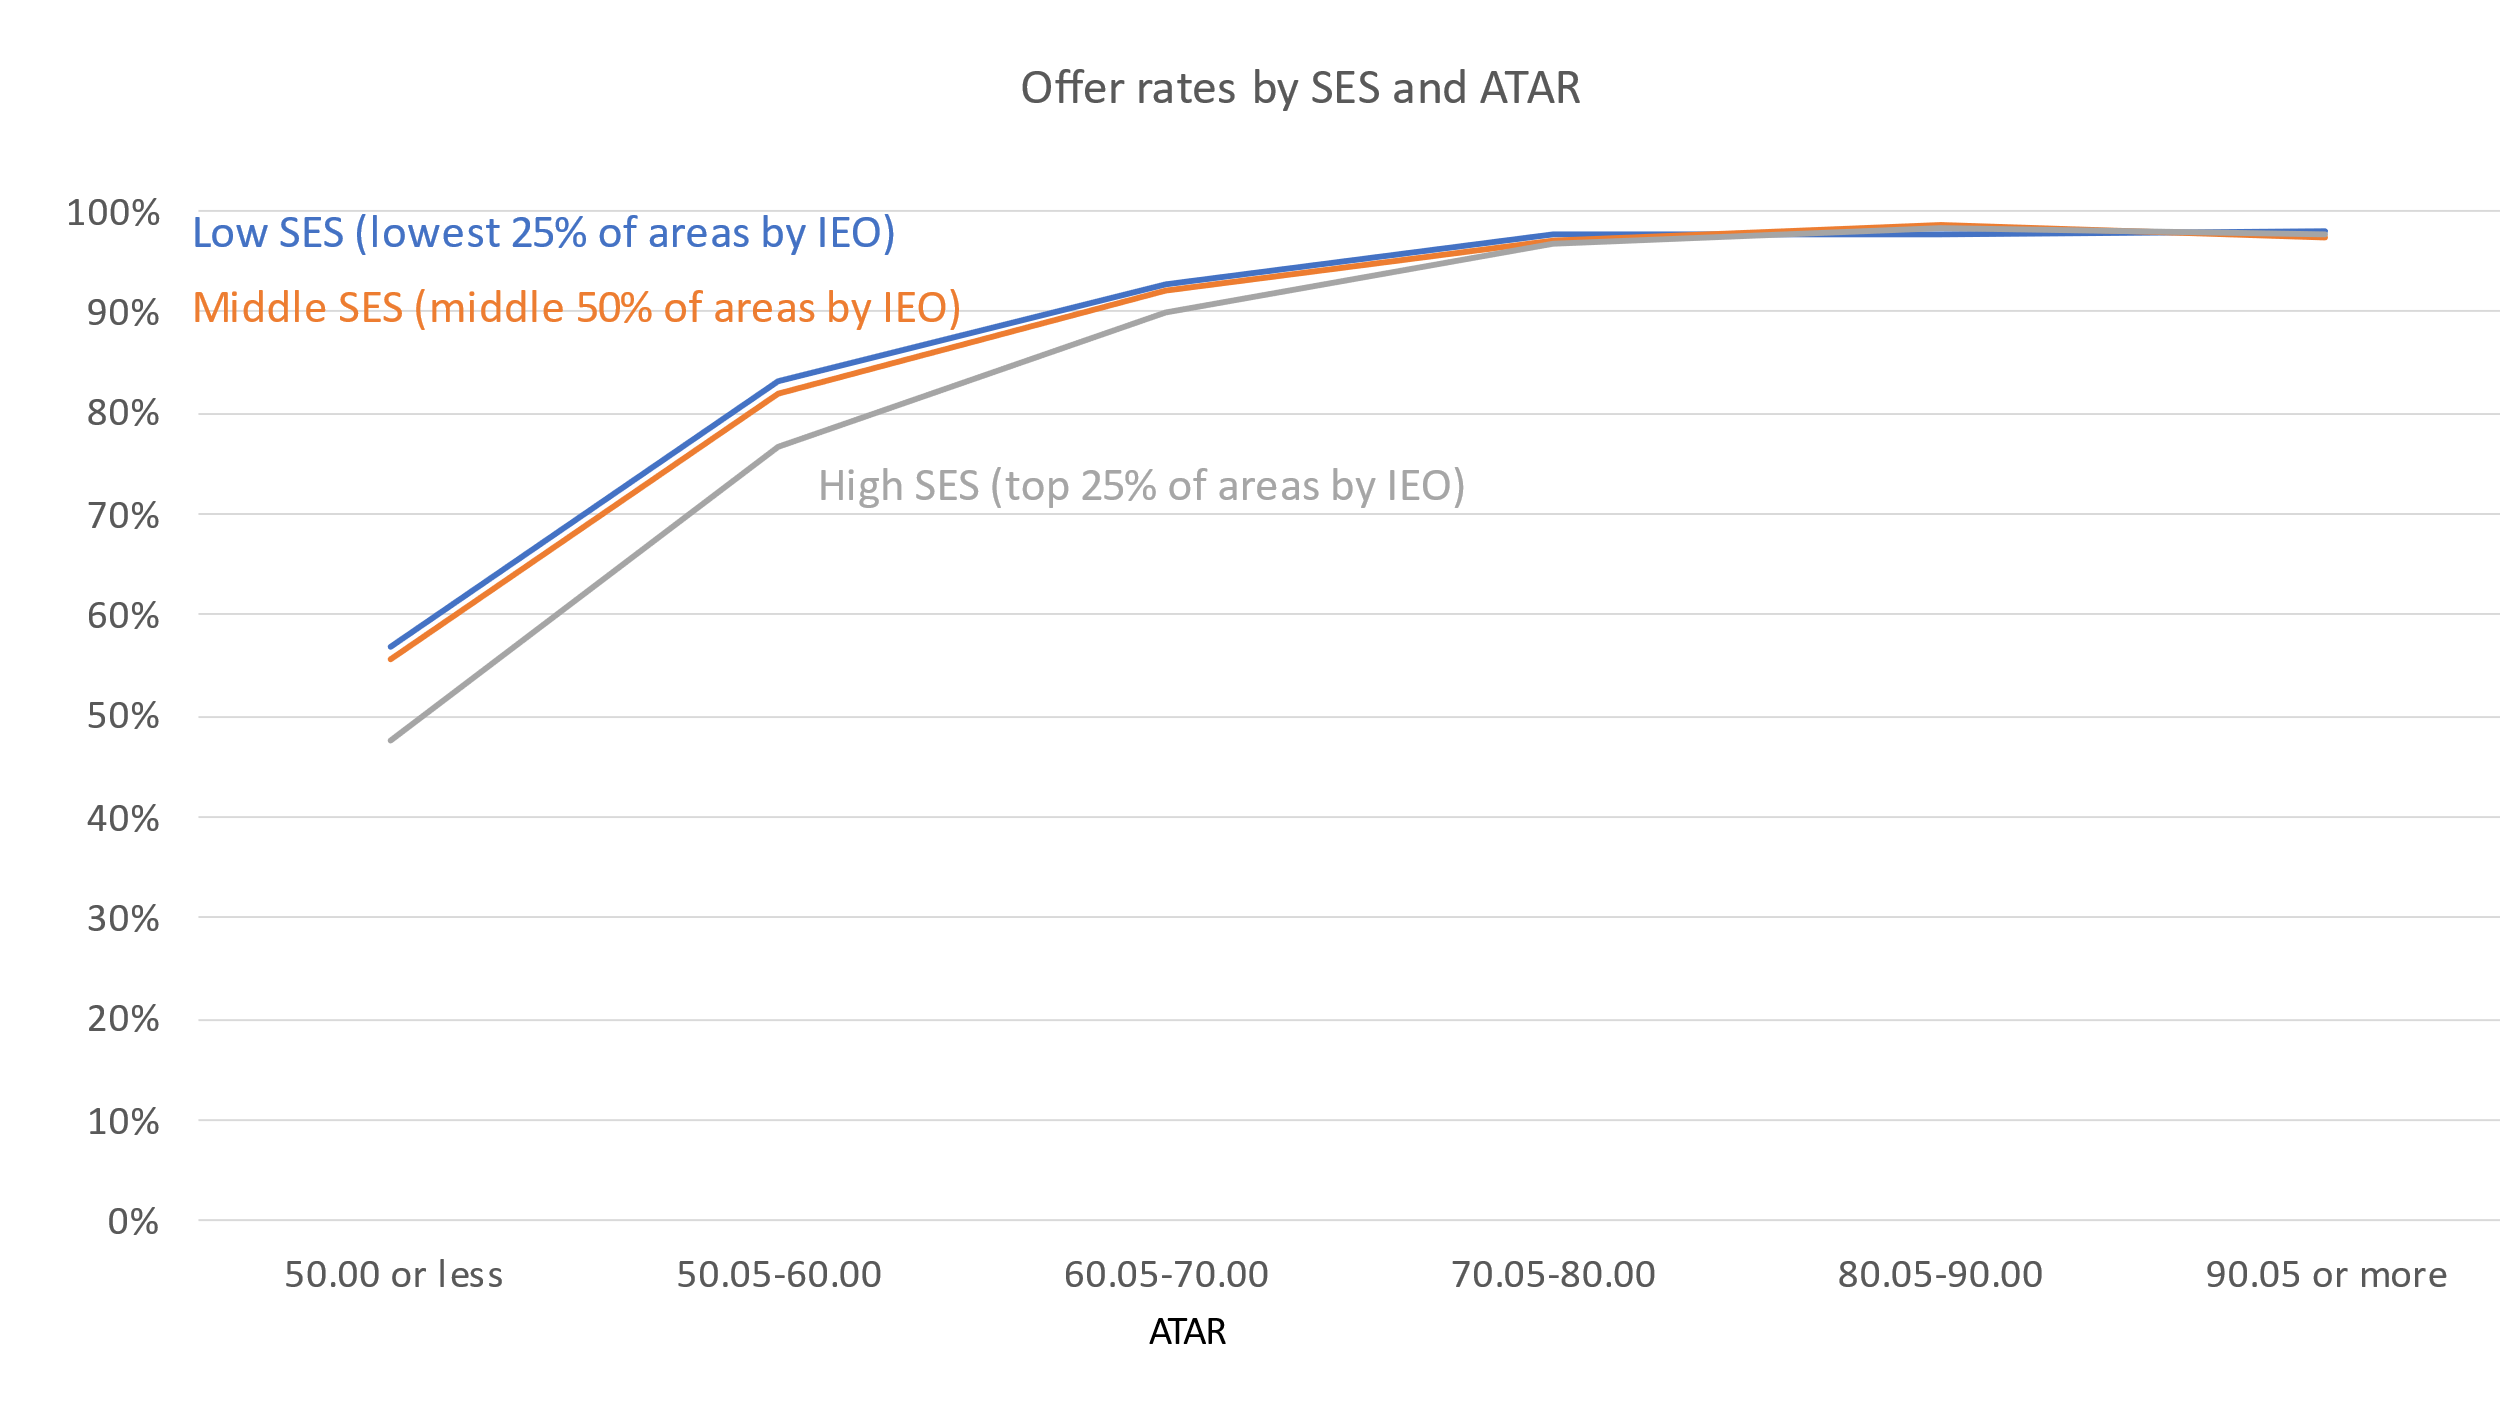 Offer rates by SES and ATAR
100%
Low SES (lowest 25% of areas by IEO)
90%
Middle SES (middle 50% of areas by IEO)
80%
High SES (top 25% of areas by IEO)
70%
60%
50%
40%
30%
20%
10%
0%
50.00 or less 50.05-60.00 60.05-70.00 70.05-80.00 80.05-90.00 90.05 or more
ATAR